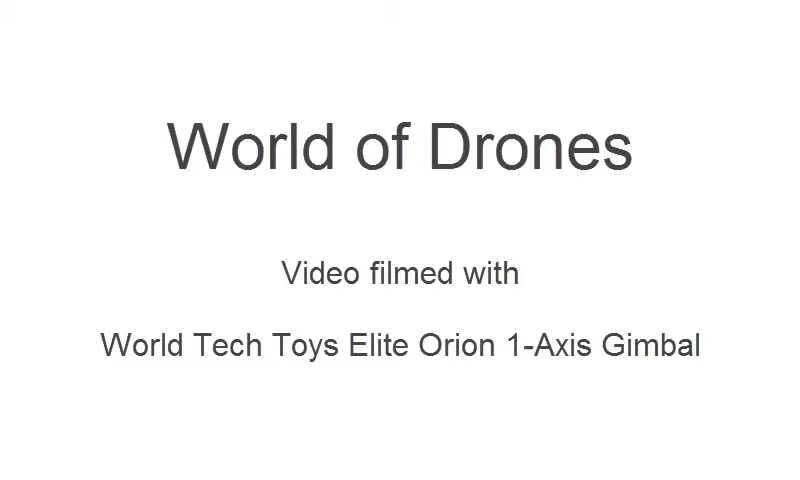 World of Drones
Video filmed with
World Tech Toys Elite Orion 1-Axis Gimbal